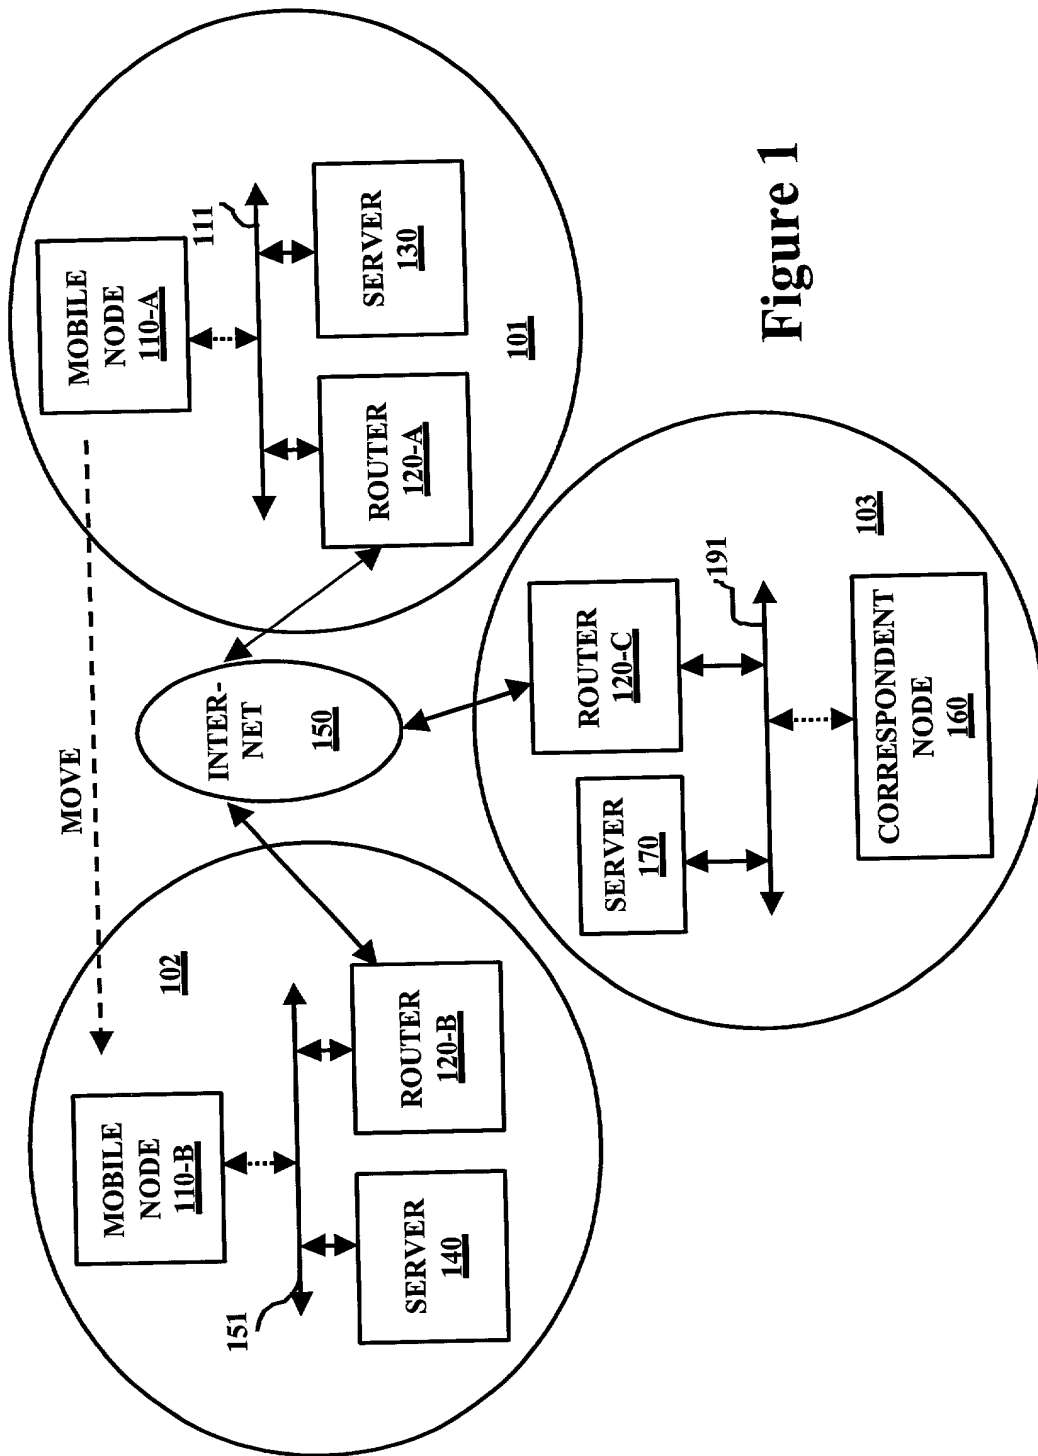 MOVE
MOBILE
NODE
110-B
102
151
SERVER
140
ROUTER
120-B
INTER-
NET
150
MOBILE
NODE
110-A
111
ROUTER
120-A
SERVER
130
101
SERVER
170
ROUTER
120-C
191
103
CORRESPONDENT
NODE
160
Figure 1